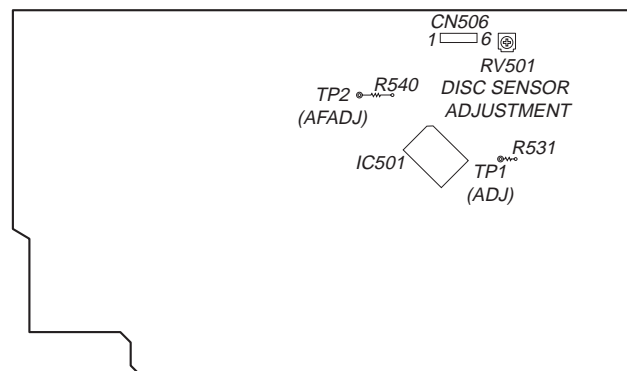 CN506
1 6
RV501
DISC SENSOR
ADJUSTMENT
R540
TP2
(AFADJ)
IC501
R531
TP1
(ADJ)